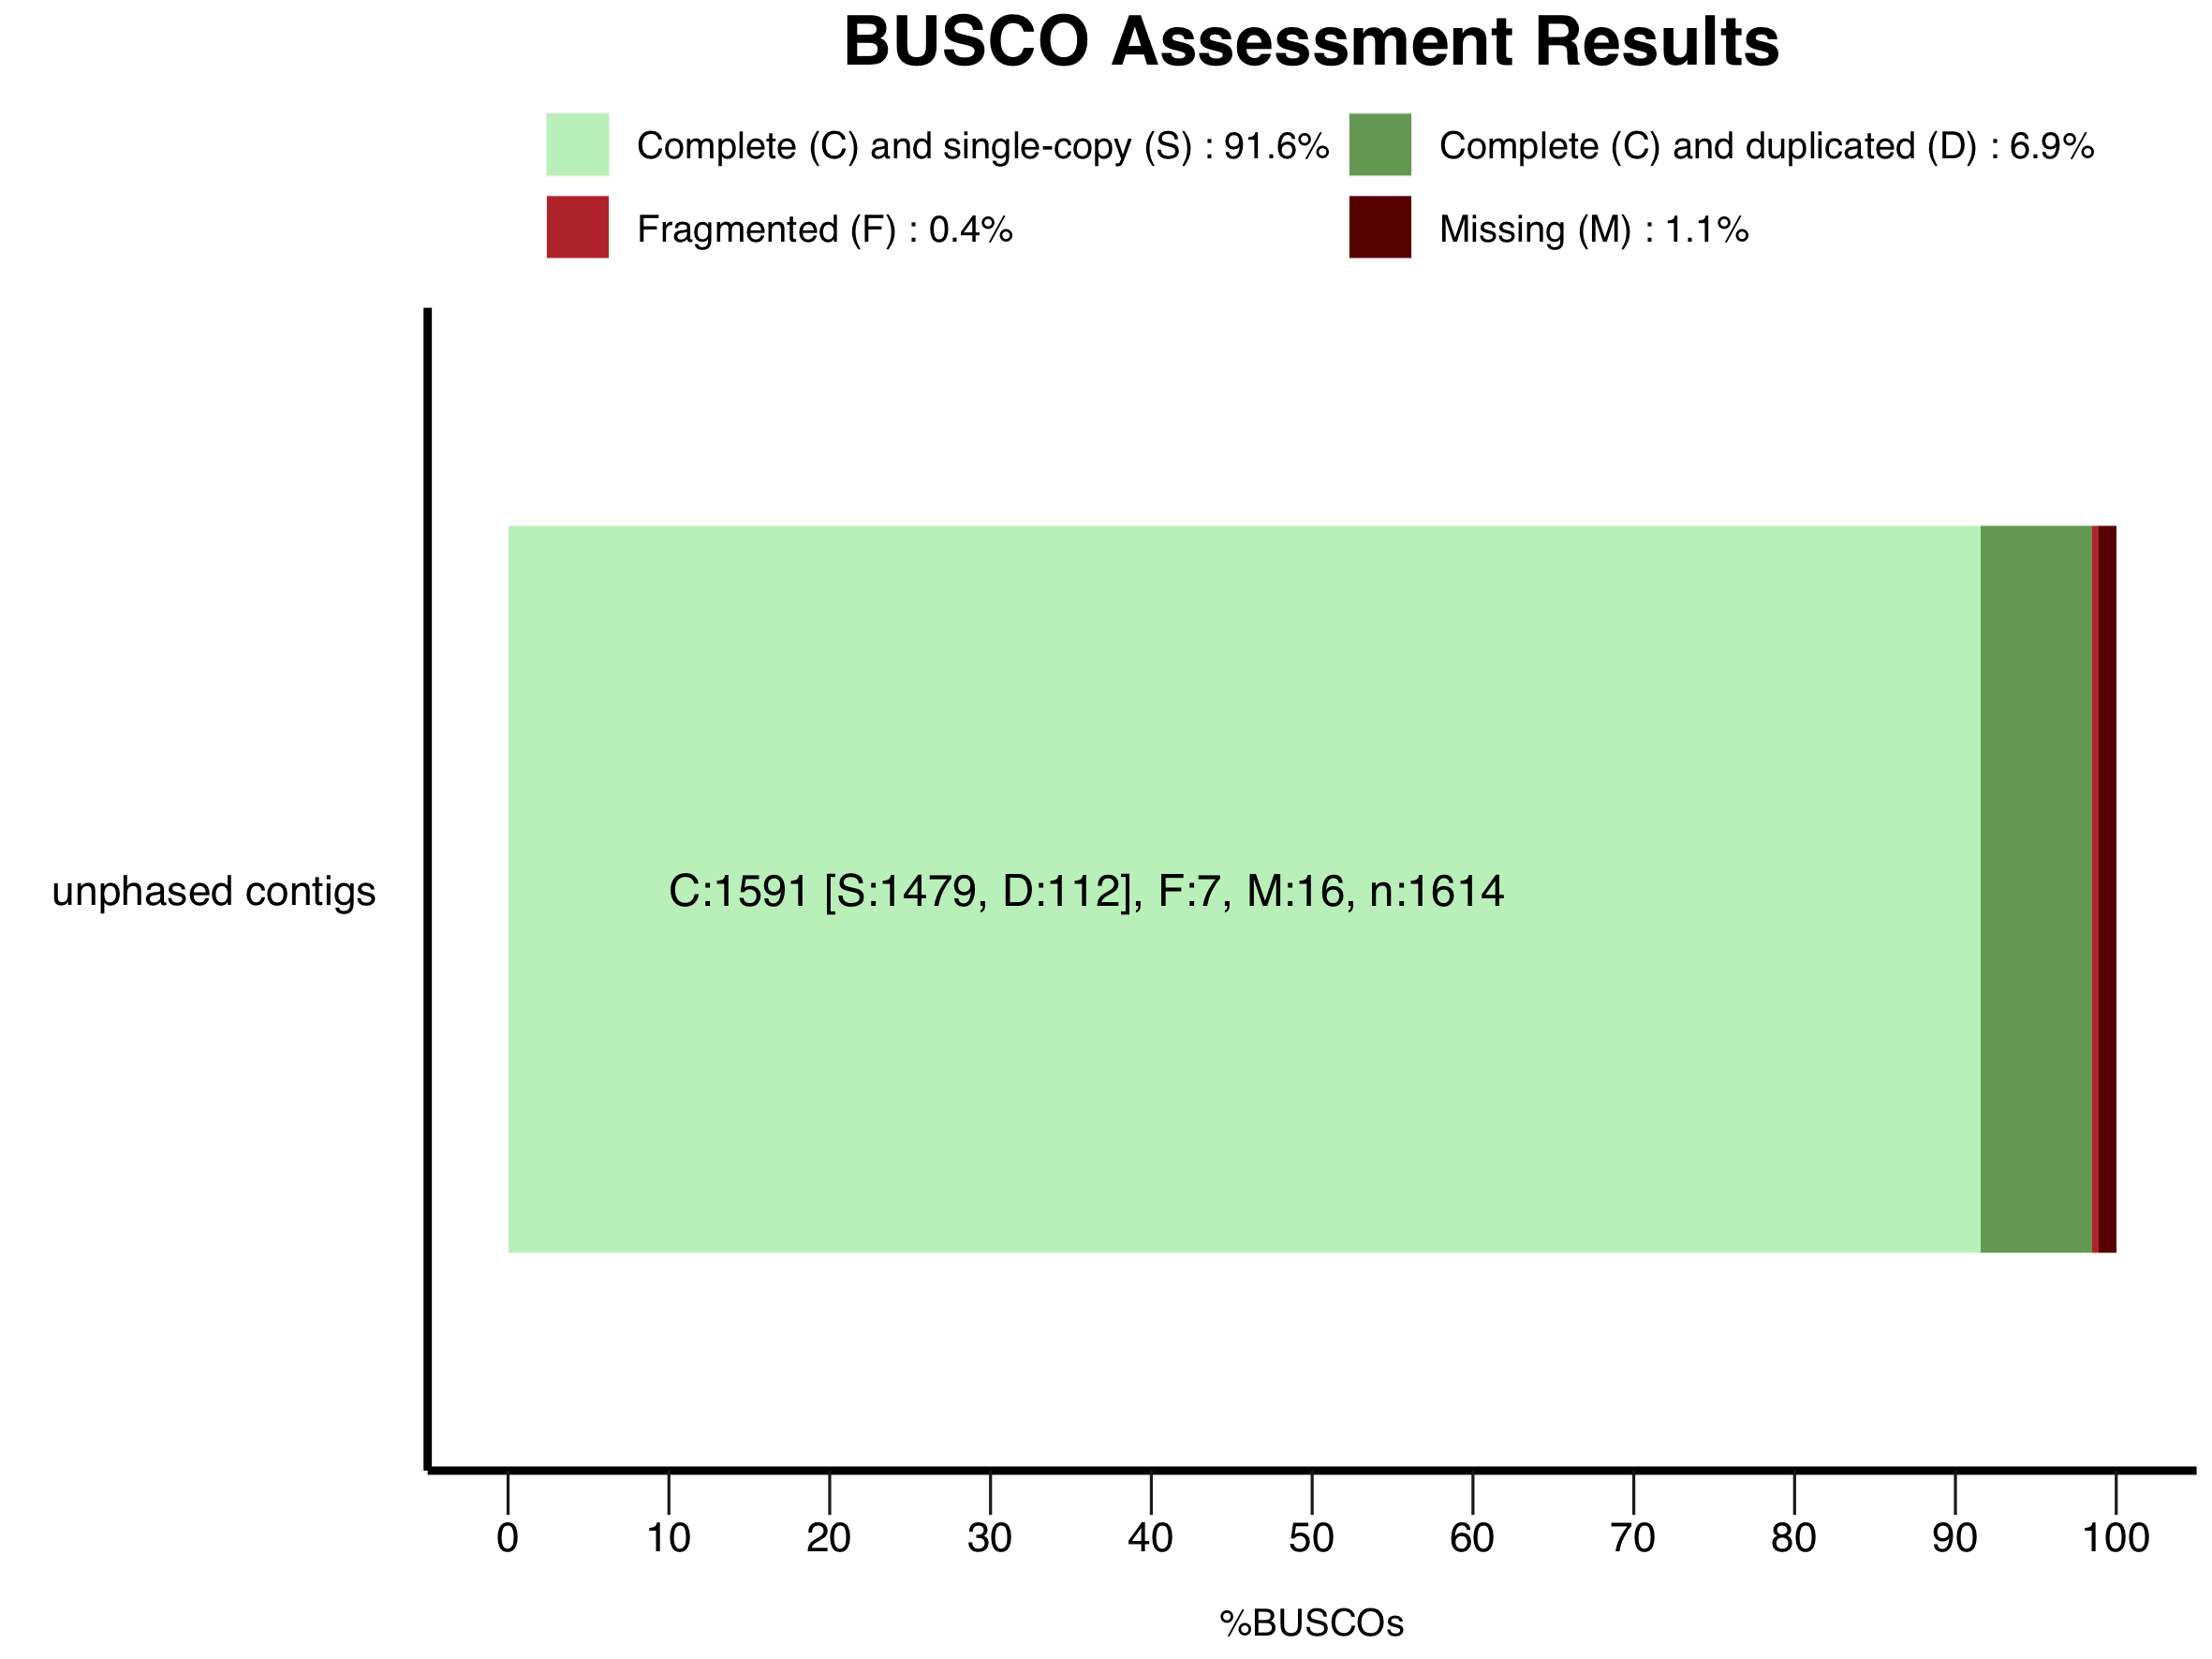 BUSCO Assessment Results
Complete (C) and single-copy (S) : 91.6% Complete (C) and duplicated (D) : 6.9%
Fragmented (F) : 0.4% Missing (M) : 1.1%
unphased contigs
C:1591 [S:1479, D:112], F:7, M:16, n:1614
0 10 20 30 40 50 60 70 80 90 100
%BUSCOs